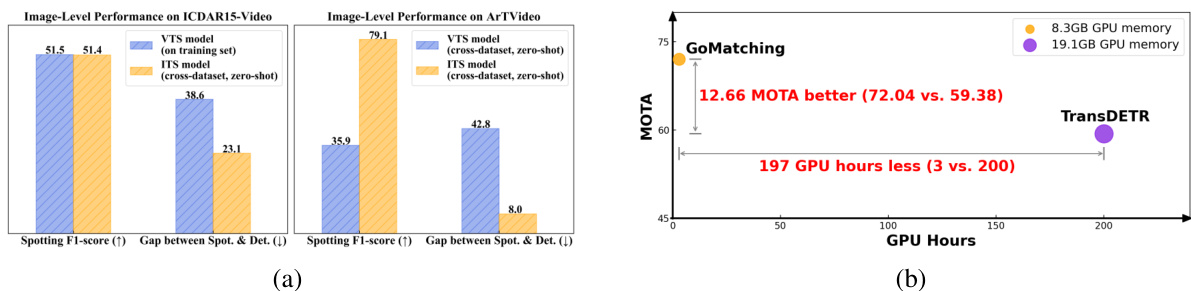 Image-Level Performance on ICDAR15-Video
51.5
51.4
38.6
23.1
VTS model
(on training set)
ITS model
(cross-dataset, zero-shot)
Spotting F1-score (↑)
Gap between Spot. & Det. (↓)
Image-Level Performance on ArTVideo
35.9
79.1
42.8
8.0
VTS model
(cross-dataset, zero-shot)
ITS model
(cross-dataset, zero-shot)
Spotting F1-score (↑)
Gap between Spot. & Det. (↓)
(a)
8.3GB GPU memory
19.1GB GPU memory
75
60
45
MOTA
GoMatching
12.66 MOTA better (72.04 vs. 59.38)
TransDETR
197 GPU hours less (3 vs. 200)
0
50
100
150
200
GPU Hours
(b)